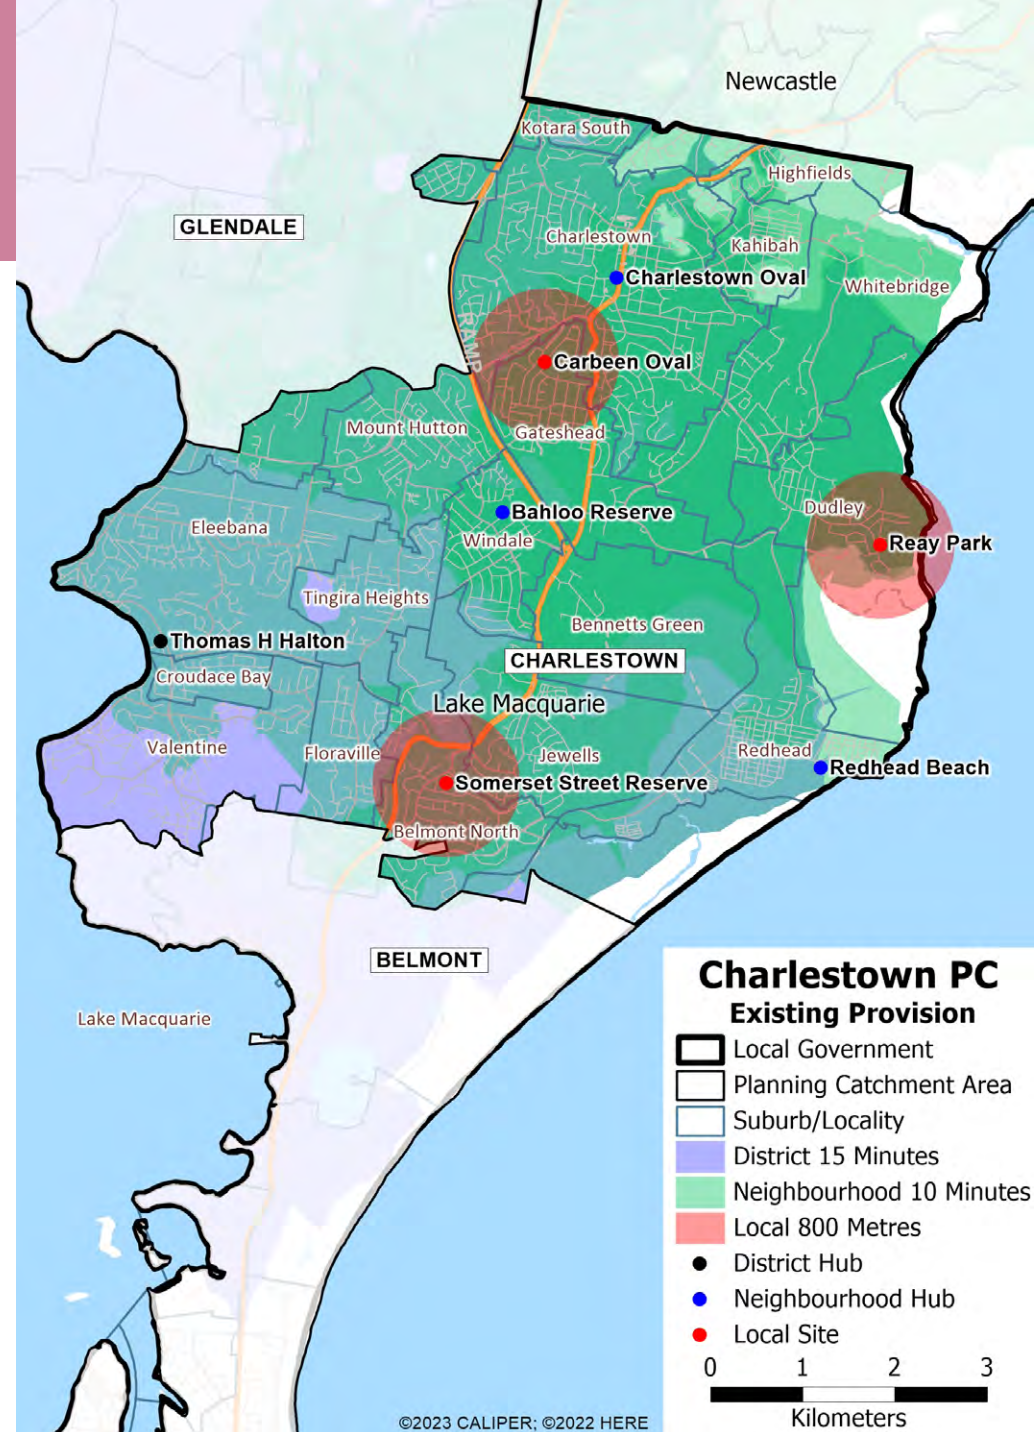 Newcastle
Kotara South
Highfields
GLENDALE
Charlestown
Kahibah
Charlestown Oval
Whitebridge
RAMP
Carbeen Oval
Mount Hutton
Gateshead
Dudley
Eleebana
Bahloo Reserve
Windale
Reay Park
Tingira Heights
Bennetts Green
Thomas H Halton
CHARLESTOWN
Croudace Bay
Lake Macquarie
Valentine
Floraville
Jewells
Redhead
Redhead Beach
Somerset Street Reserve
Belmont North
BELMONT
Lake Macquarie
Charlestown PC
Existing Provision
Local Government
Planning Catchment Area
Suburb/Locality
District 15 Minutes
Neighbourhood 10 Minutes
Local 800 Metres
District Hub
Neighbourhood Hub
Local Site
0 1 2 3
Kilometers
©2023 CALIPER; ©2022 HERE